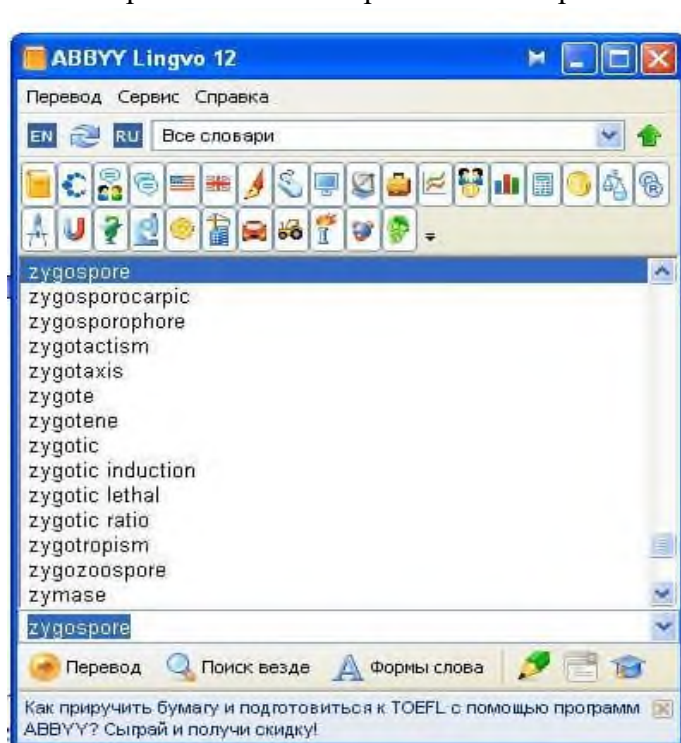 ABBYY Lingvo 12
Перевод Сервис Справка
EN RU Все словари
zygospore
zygosporocarpic
zygosporophore
zygotactism
zygotaxis
zygote
zygotene
zygotic
zygotic induction
zygotic lethal
zygotic ratio
zygotropism
zygozoospore
zymase
zygospore
Перевод Поиск везде Формы слова
Как приручить бумагу и подготовиться к TOEFL с помощью программ
ABBYY? Сыграй и получи скидку!